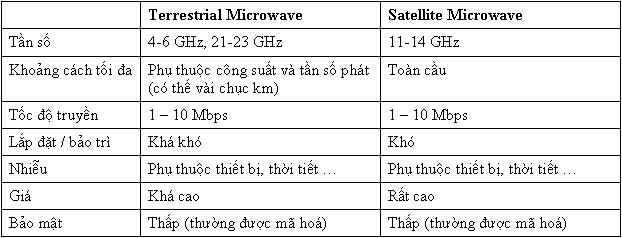 Terrestrial Microwave Satellite Microwave
Tần số 4-6 GHz, 21-23 GHz 11-14 GHz
Khoảng cách tối đa Phụ thuộc công suất và tần số phát Toàn cầu
(có thế vài chục km)
Tốc độ truyền 1 – 10 Mbps 1 – 10 Mbps
Lắp đặt / bảo trì Khá khó Khó
Nhiễu Phụ thuộc thiết bị, thời tiết … Phụ thuộc thiết bị, thời tiết …
Giá Khá cao Rất cao
Bảo mật Thấp (thường được mã hoá) Thấp (thường được mã hoá)